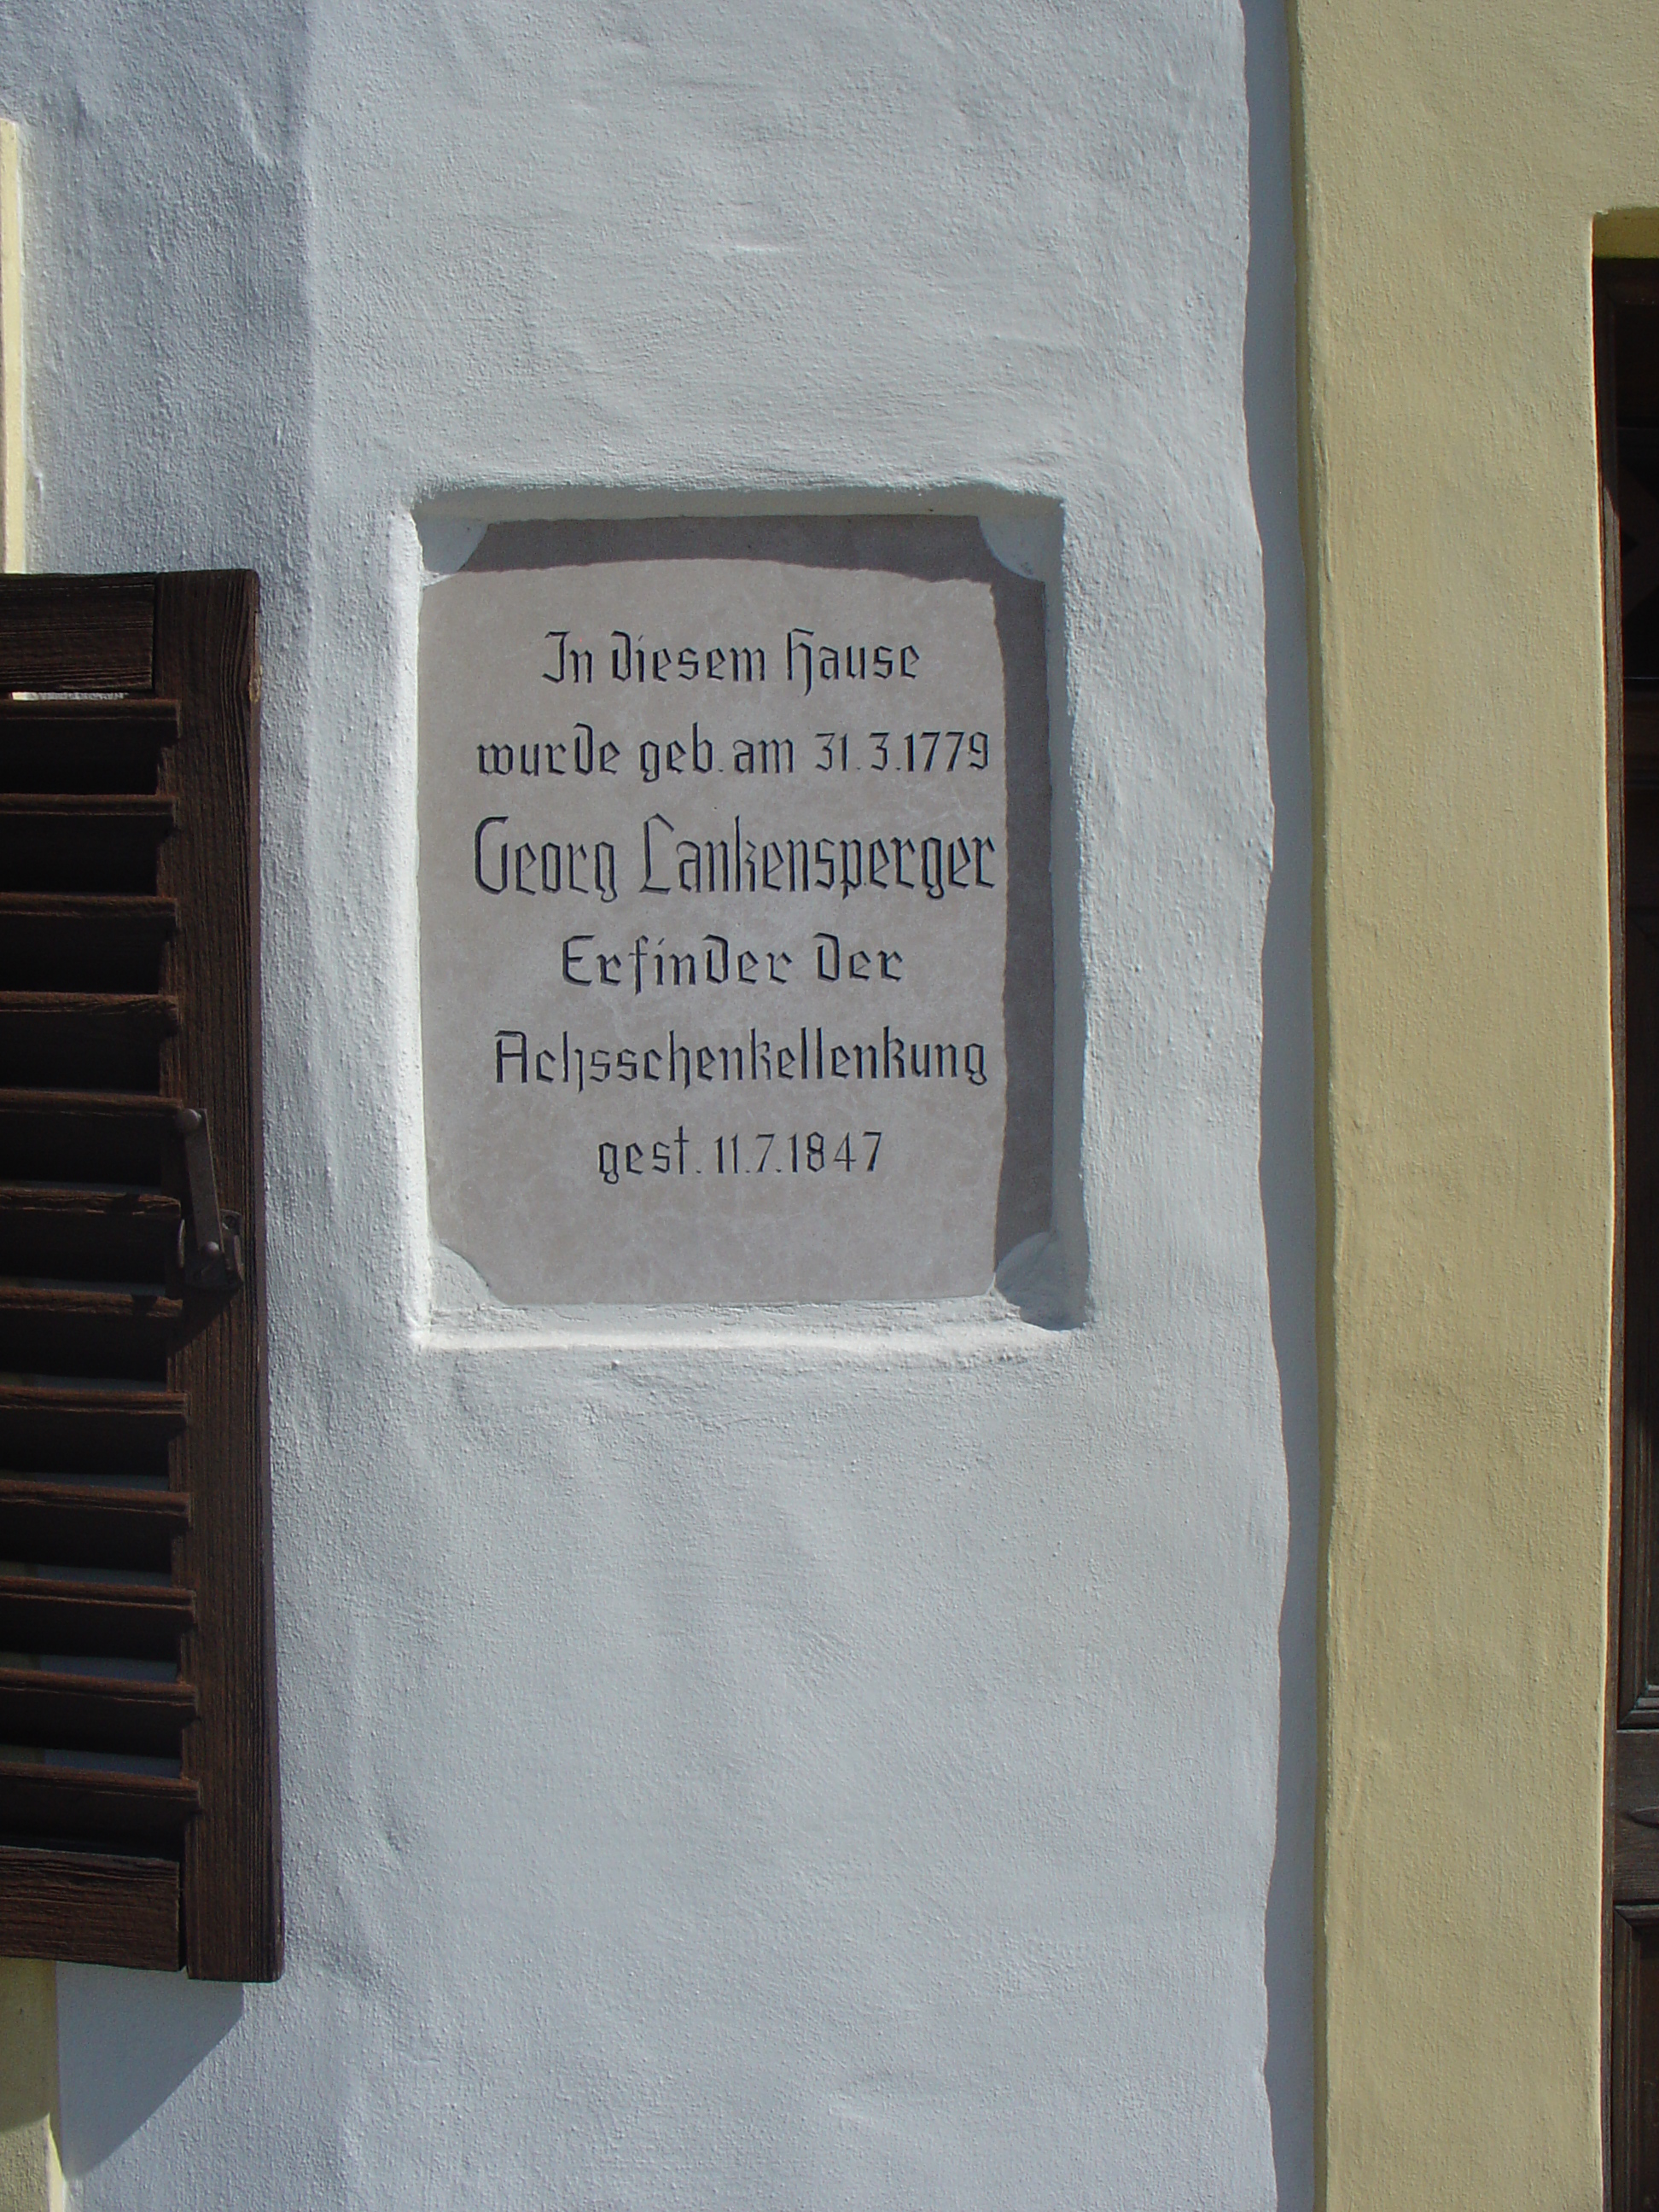 In diesem Hause
wurde geb. am 31.3.1779
Georg Lankensperger
Erfinder der
Achsschenkellenkung
gest. 11.7.1847